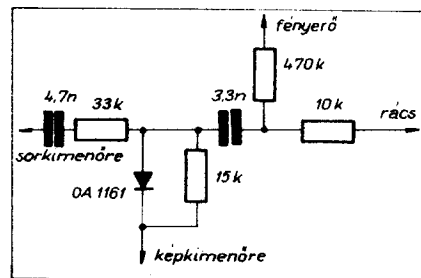 fényerő
470k
4,7n
33k
3,3n
10k
rács
sorkimenőre
OA 1161
15k
képkimenőre